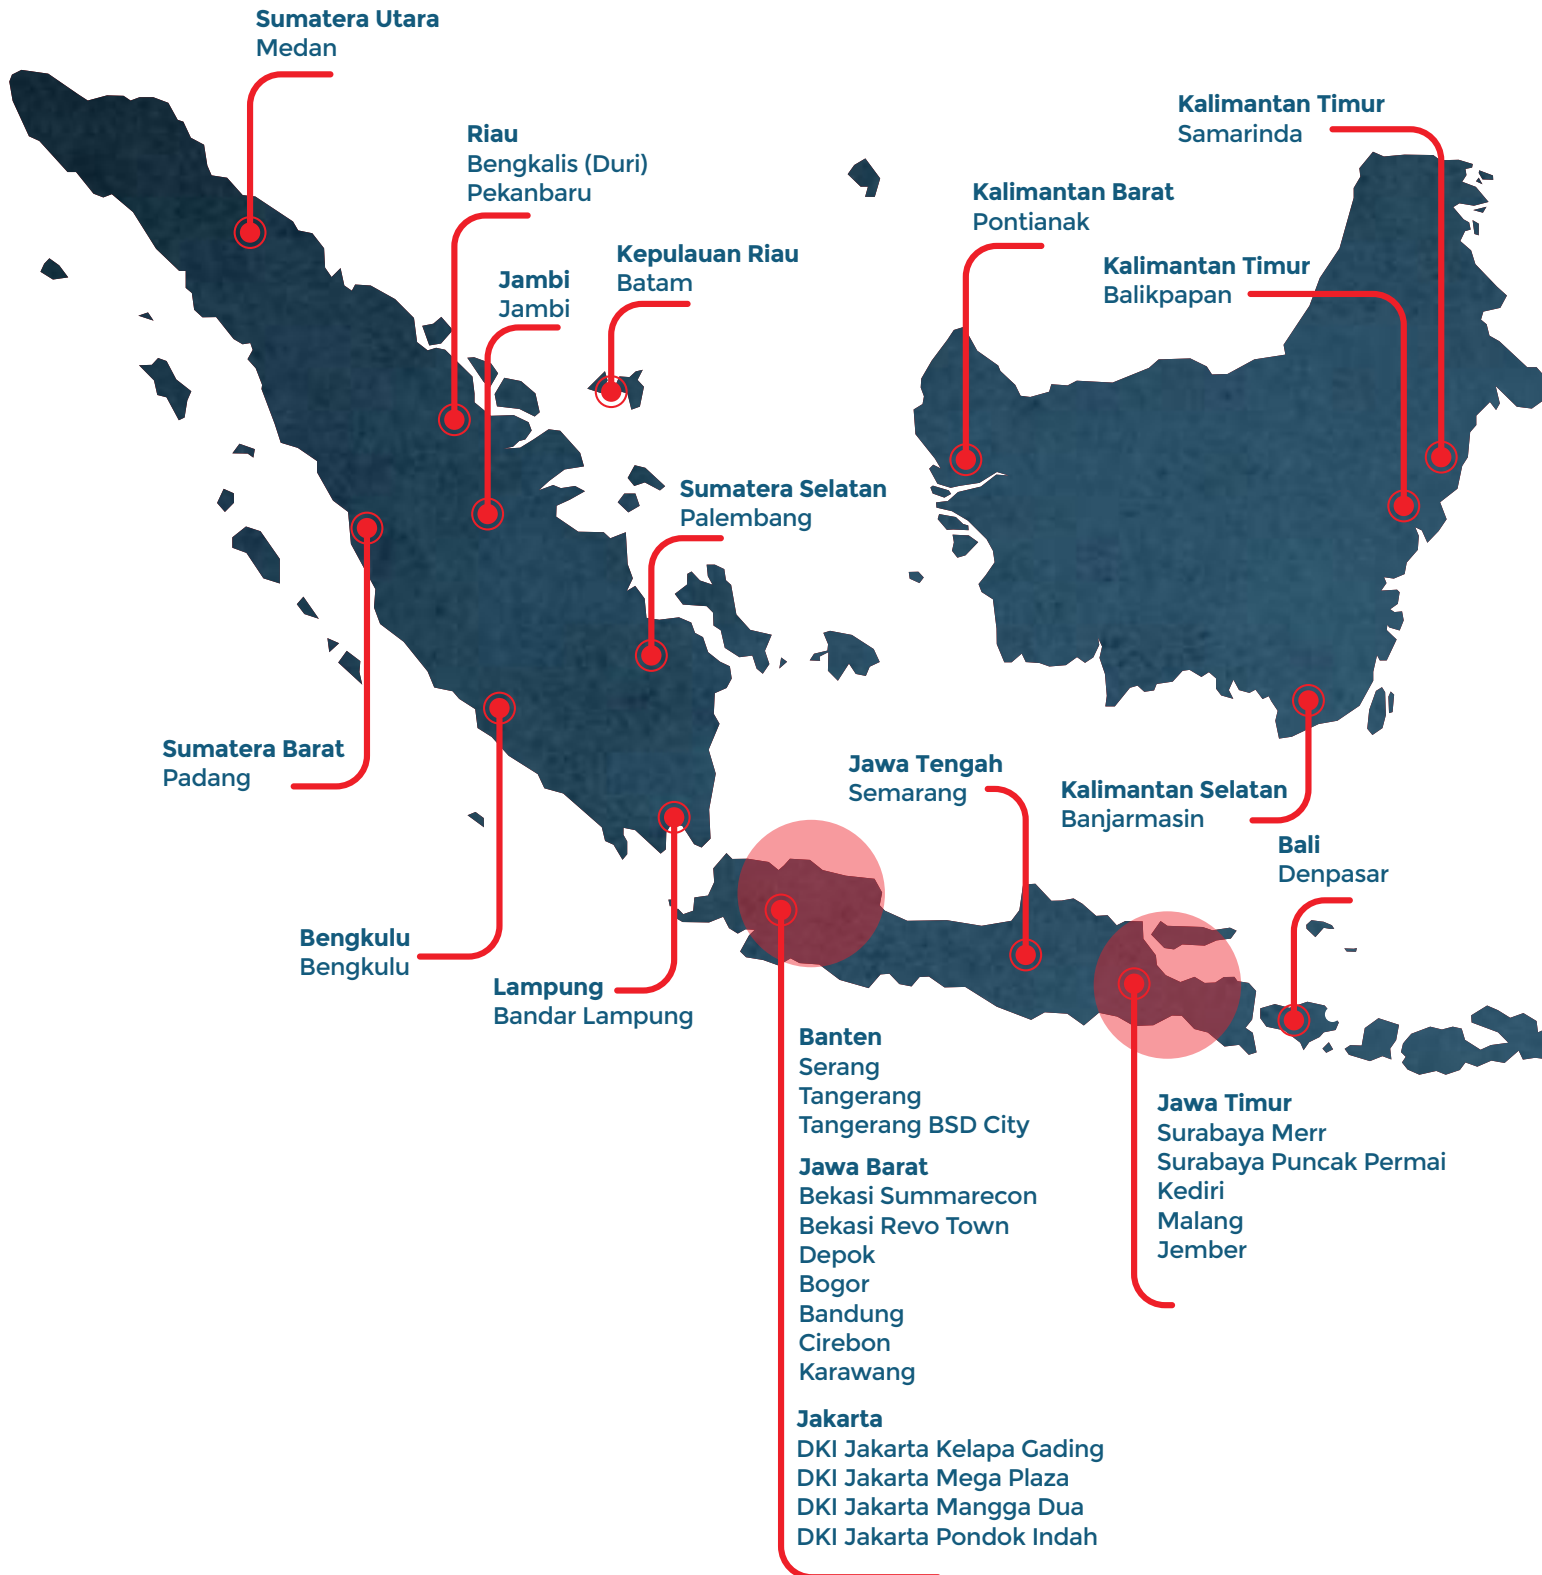 Sumatera Utara
Medan
Riau
Bengkalis (Duri)
Pekanbaru
Jambi
Jambi
Kepulauan Riau
Batam
Kalimantan Timur
Samarinda
Kalimantan Barat
Pontianak
Kalimantan Timur
Balikpapan
Sumatera Selatan
Palembang
Sumatera Barat
Padang
Jawa Tengah
Semarang
Kalimantan Selatan
Banjarmasin
Bali
Denpasar
Bengkulu
Bengkulu
Lampung
Bandar Lampung
Banten
Serang
Tangerang
Tangerang BSD City
Jawa Barat
Bekasi Summarecon
Bekasi Revo Town
Depok
Bogor
Bandung
Cirebon
Karawang
Jakarta
DKI Jakarta Kelapa Gading
DKI Jakarta Mega Plaza
DKI Jakarta Mangga Dua
DKI Jakarta Pondok Indah
Jawa Timur
Surabaya Merr
Surabaya Puncak Permai
Kediri
Malang
Jember